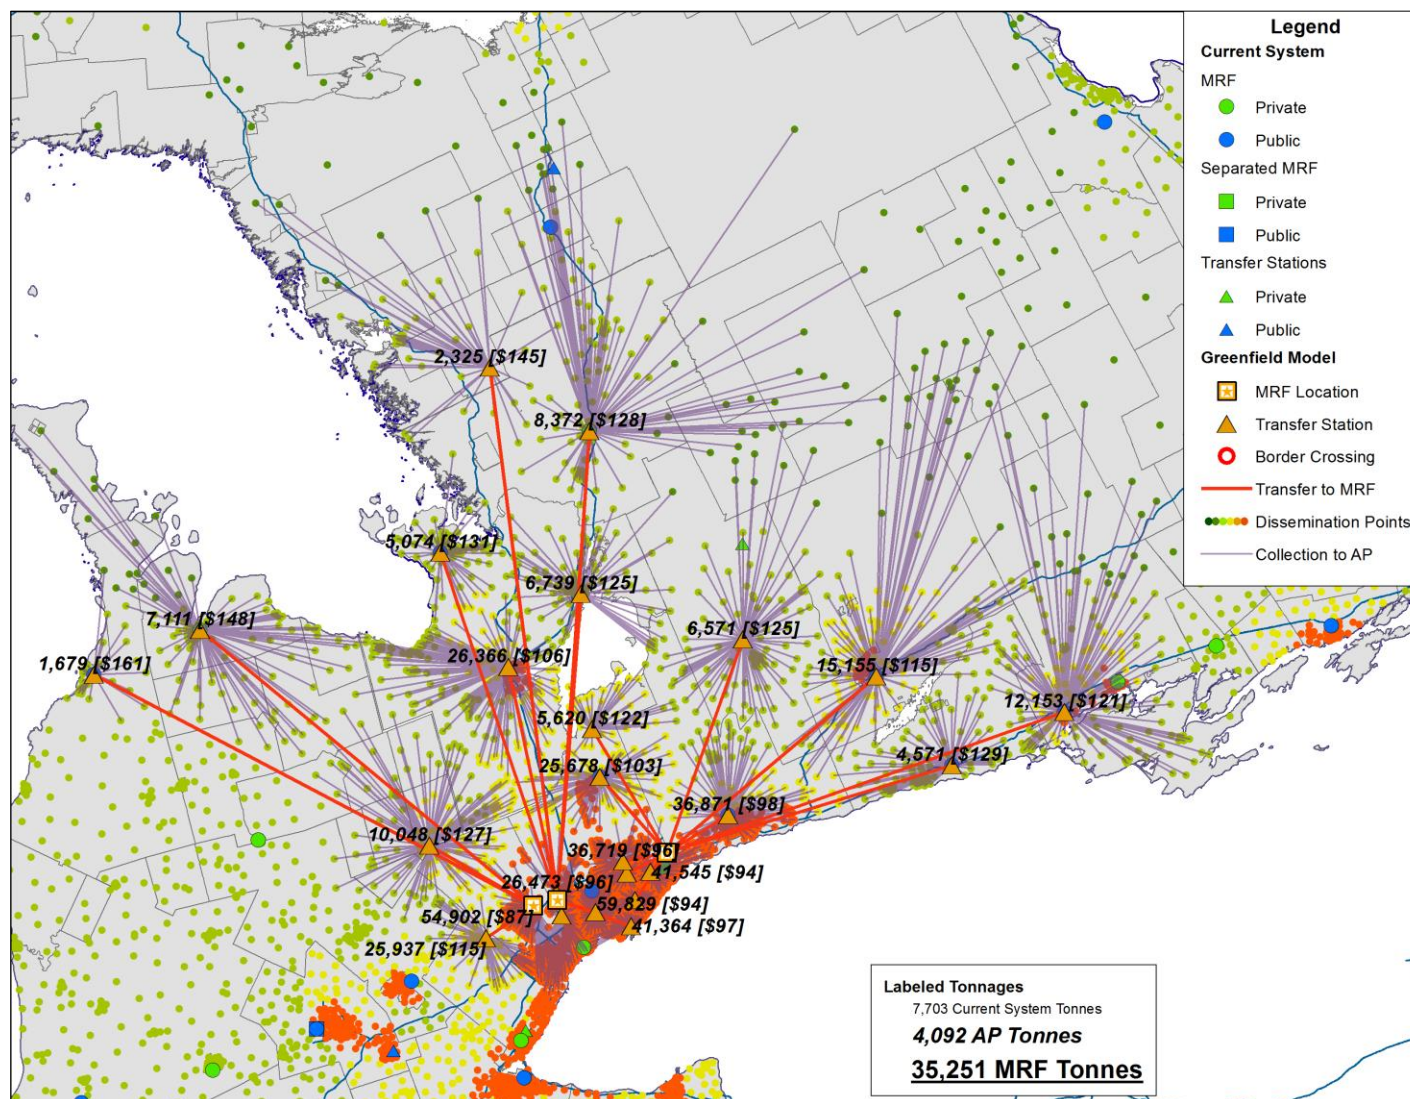 Legend
Current System
MRF
Private
Public
Separated MRF
Private
Public
Transfer Stations
Private
Public
Greenfield Model
MRF Location
Transfer Station
Border Crossing
Transfer to MRF
Dissemination Points
Collection to AP
2,325 [$145]
8,372 [$128]
5,074 [$131]
6,739 [$125]
7,111 [$148]
6,571 [$125]
1,679 [$161]
26,366 [$106]
15,155 [$115]
12,153 [$121]
5,620 [$122]
4,571 [$129]
25,678 [$103]
36,871 [$98]
10,048 [$127]
36,719 [$96]
41,545 [$94]
26,473 [$96]
59,829 [$94]
54,902 [$87]
41,364 [$97]
25,937 [$115]
Labeled Tonnages
7,703 Current System Tonnes
4,092 AP Tonnes
35,251 MRF Tonnes